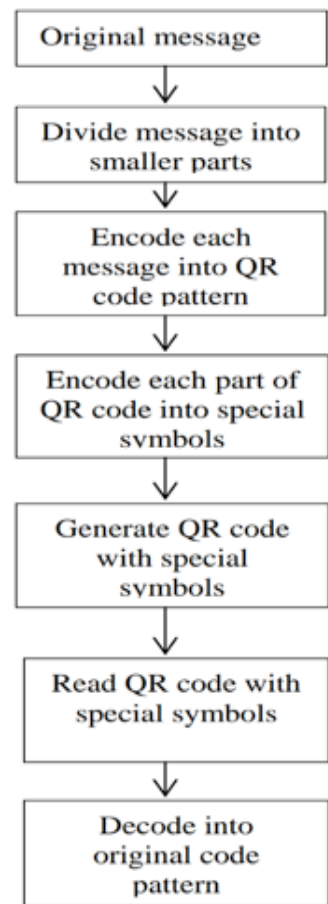 Original message
Divide message into
smaller parts
Encode each
message into QR
code pattern
Encode each part of
QR code into special
symbols
Generate QR code
with special
symbols
Read QR code with
special symbols
Decode into
original code
pattern